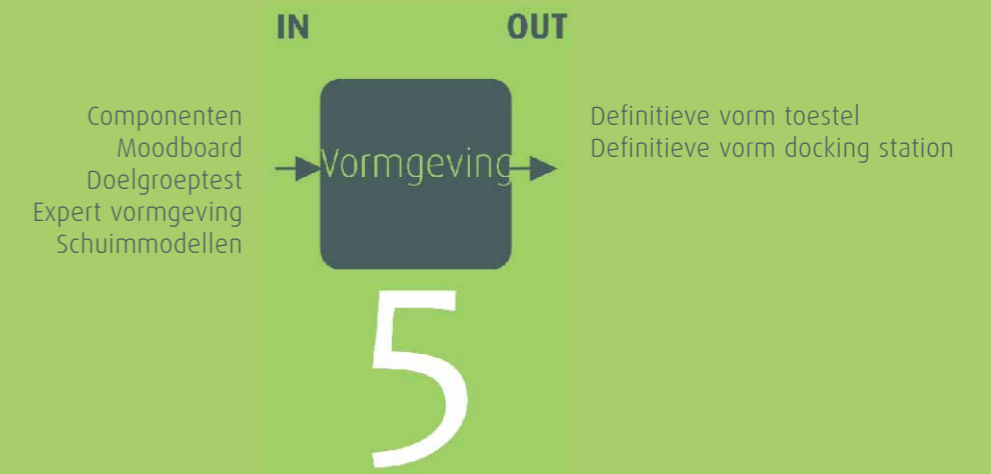 IN
OUT
Componenten
Moodboard
Doelgroeptest
Expert vormgeving
Schuimmodellen
Vormgeving
Definitieve vorm toestel
Definitieve vorm docking station
5